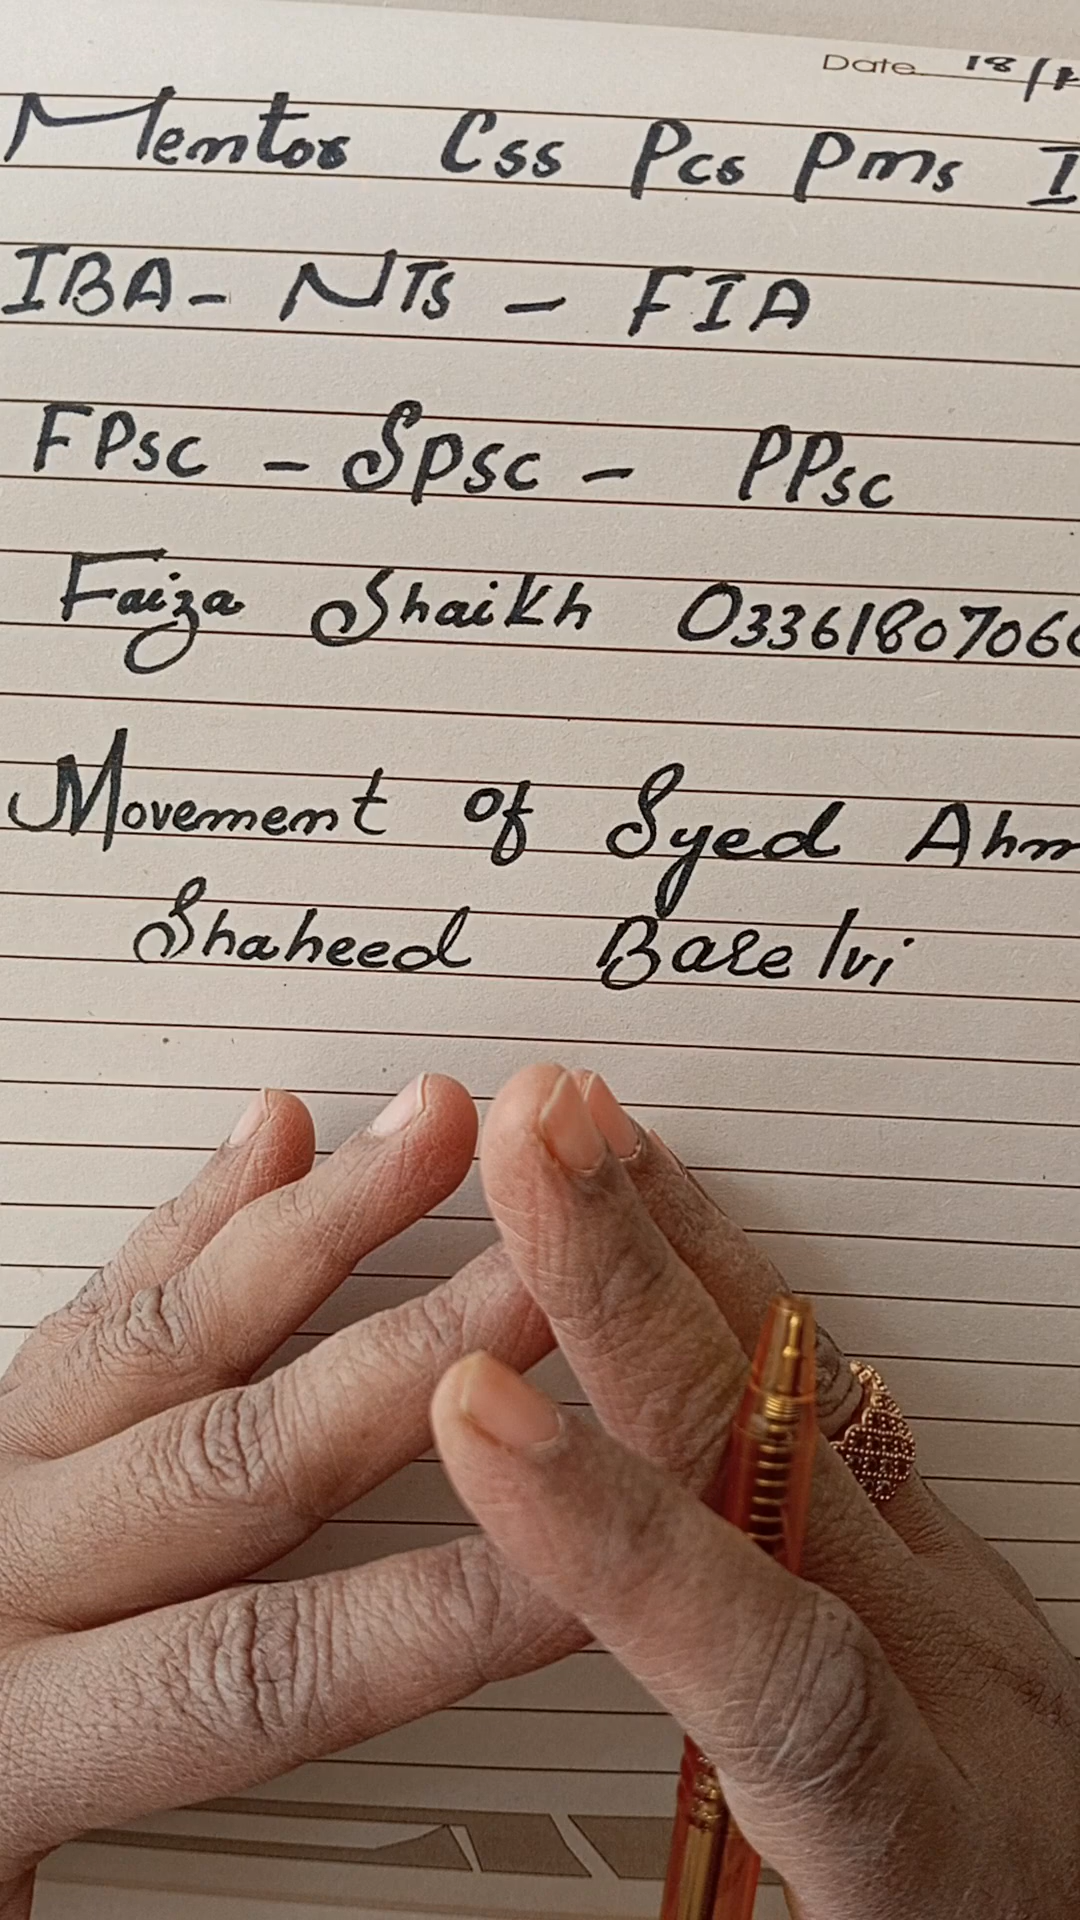 Date 18/
Mentor Css Pcs Pms I
IBA - NTS - FIA
FPsc - SPSC - PPsc
Faiza Shaikh 0336180706
Movement of Syed Ahm
Shaheed Barelvi